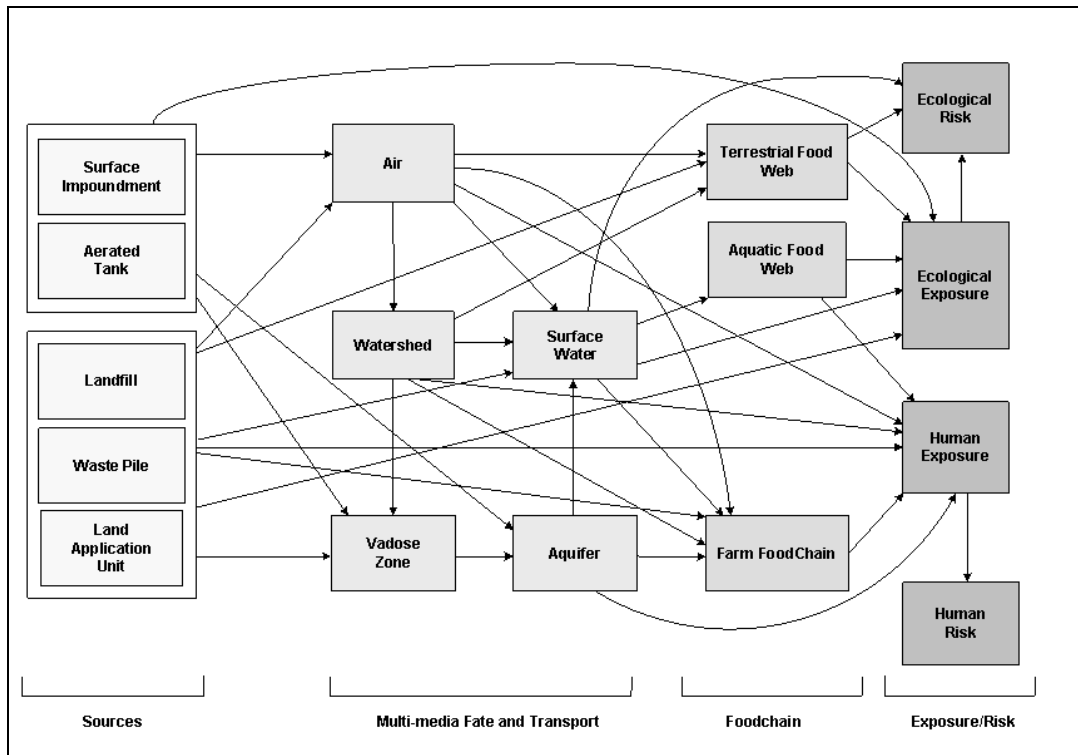 Surface
Impoundment
Aerated
Tank
Landfill
Waste Pile
Land
Application
Unit
Sources
Air
Watershed
Surface
Water
Vadose
Zone
Aquifer
Multi-media Fate and Transport
Terrestrial Food
Web
Aquatic Food
Web
Farm FoodChain
Foodchain
Ecological
Risk
Ecological
Exposure
Human
Exposure
Human
Risk
Exposure/Risk